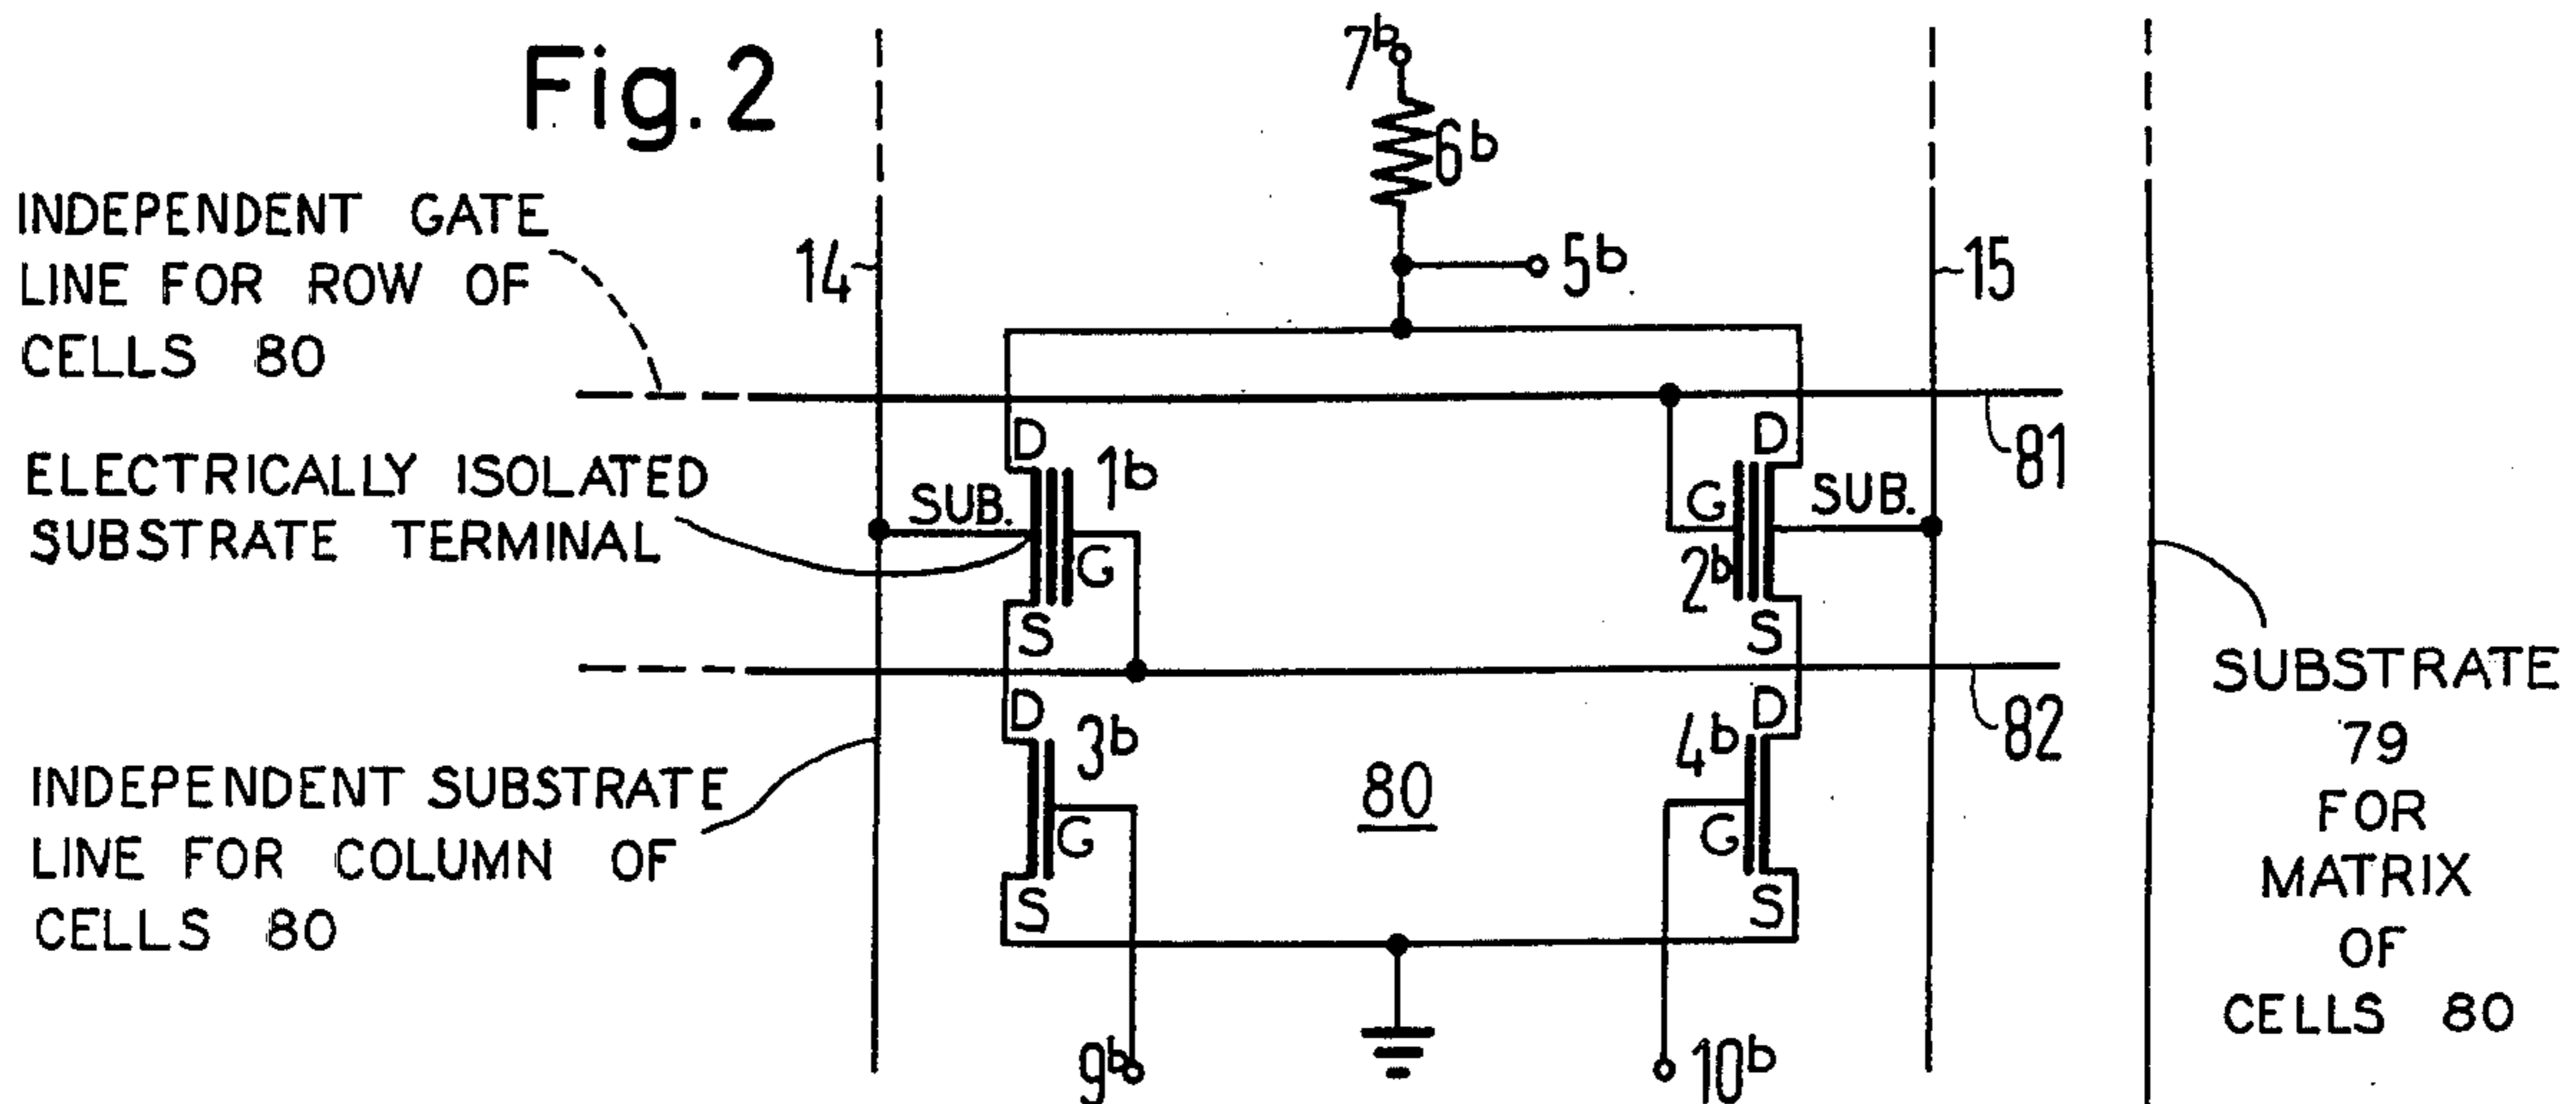 Fig. 2
7b
6b
5b
INDEPENDENT GATE
LINE FOR ROW OF
CELLS 80
14
15
81
ELECTRICALLY ISOLATED
SUBSTRATE TERMINAL
SUB.
D
1b
G
S
D
G
SUB.
2b
S
82
INDEPENDENT SUBSTRATE
LINE FOR COLUMN OF
CELLS 80
D
3b
G
S
80
D
4b
G
S
9b
10b
SUBSTRATE
79
FOR
MATRIX
OF
CELLS 80